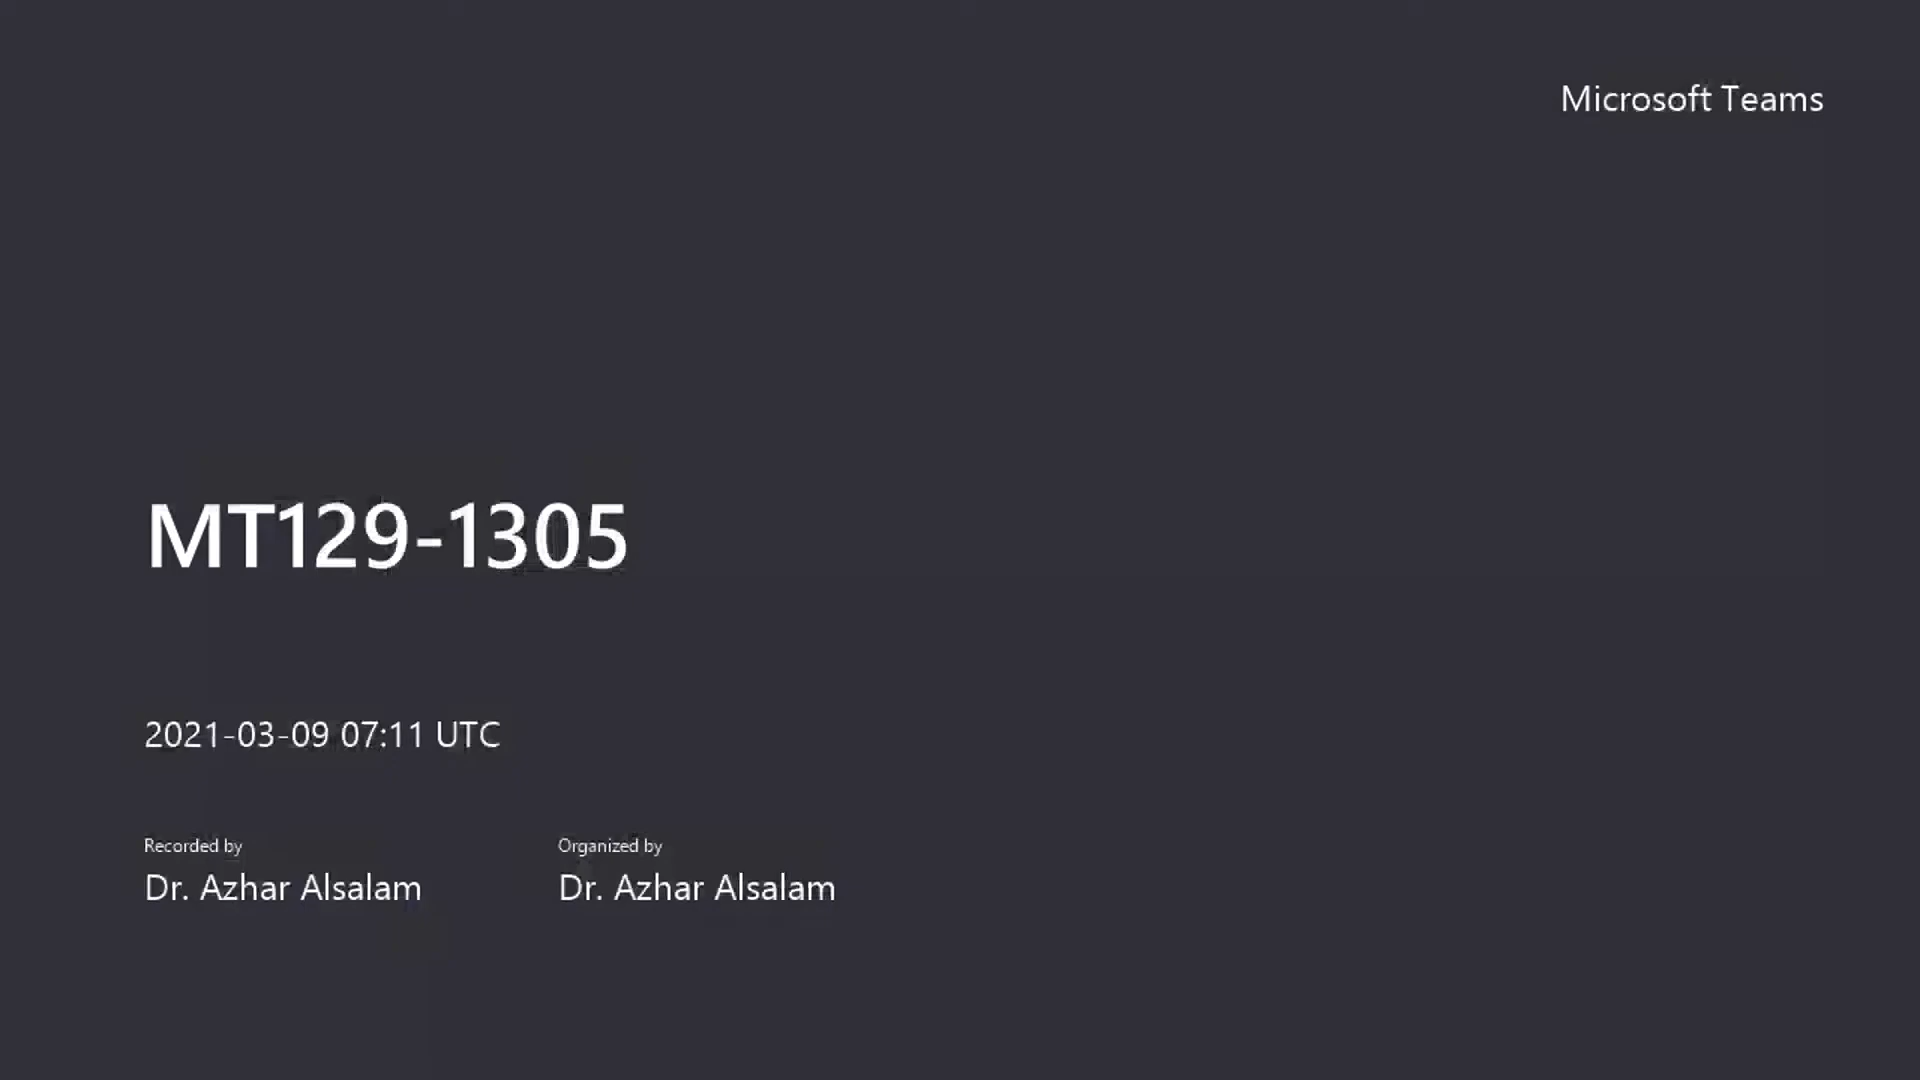 Microsoft Teams
MT129-1305
2021-03-09 07:11 UTC
Recorded by
Dr. Azhar Alsalam
Organized by
Dr. Azhar Alsalam